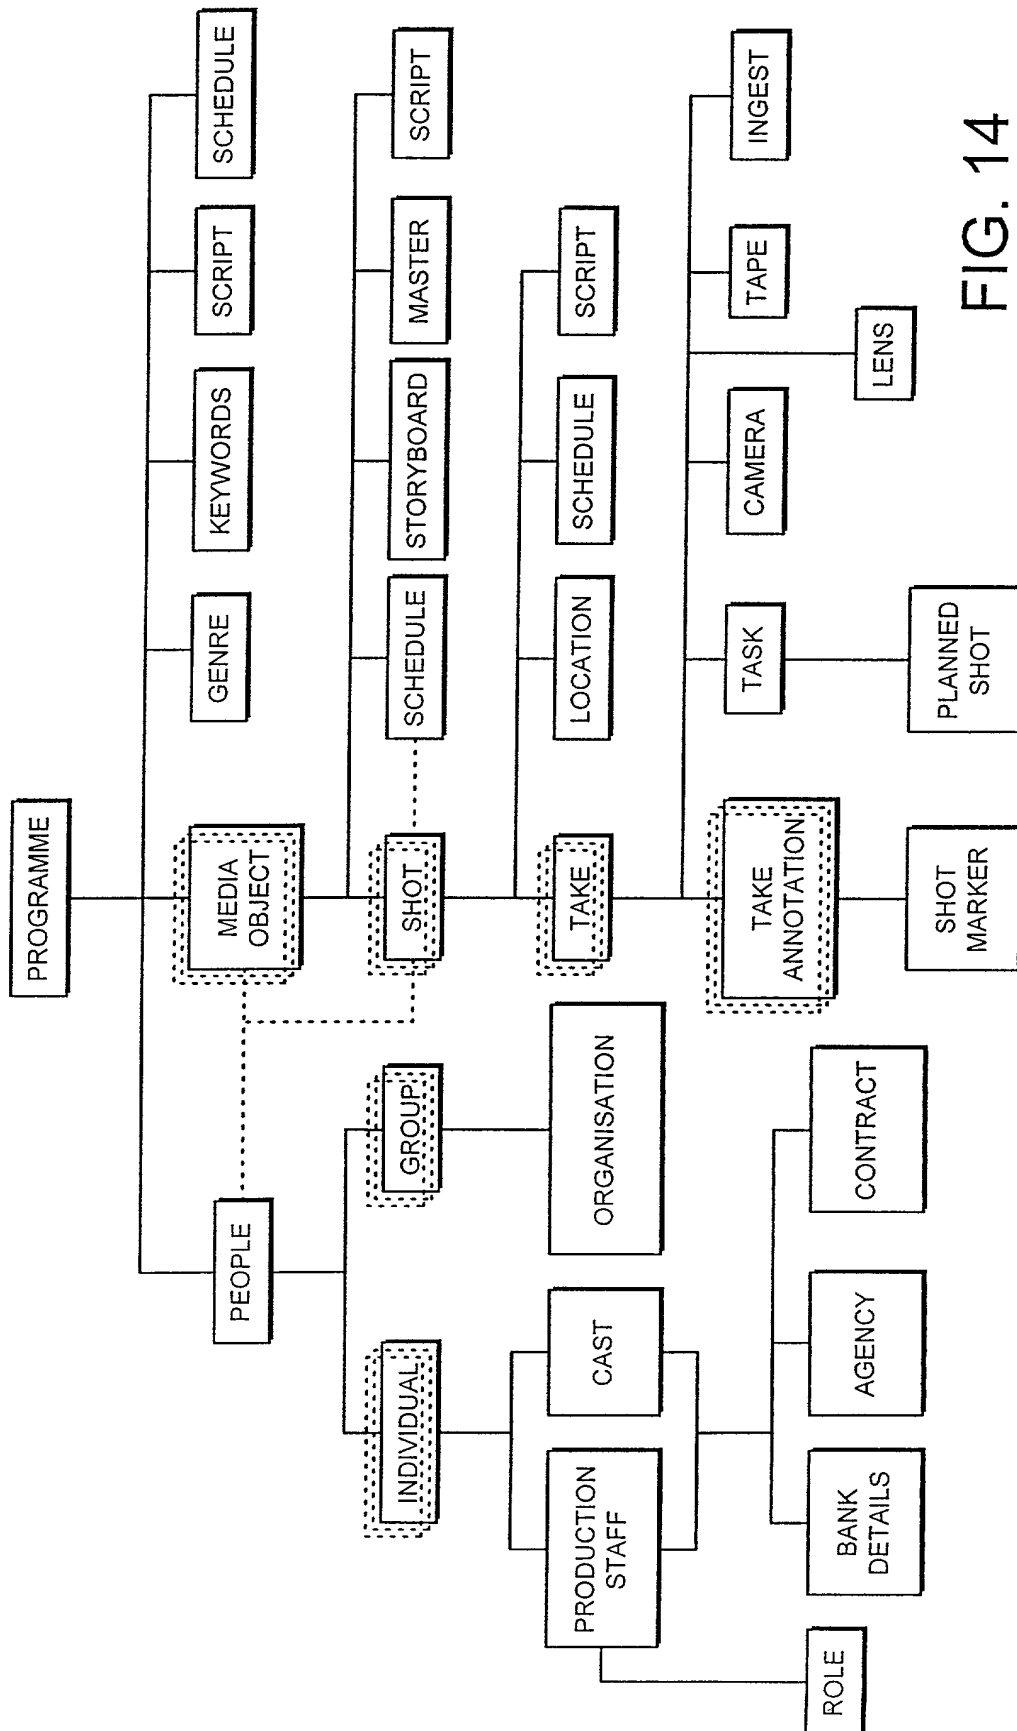 PROGRAMME
PEOPLE
MEDIA
OBJECT
GENRE
KEYWORDS
SCRIPT
SCHEDULE
INDIVIDUAL
GROUP
SHOT
SCHEDULE
STORYBOARD
MASTER
SCRIPT
PRODUCTION
STAFF
CAST
ORGANISATION
TAKE
LOCATION
SCHEDULE
SCRIPT
ROLE
BANK
DETAILS
AGENCY
CONTRACT
TAKE
ANNOTATION
TASK
CAMERA
LENS
TAPE
INGEST
SHOT
MARKER
PLANNED
SHOT
FIG. 14